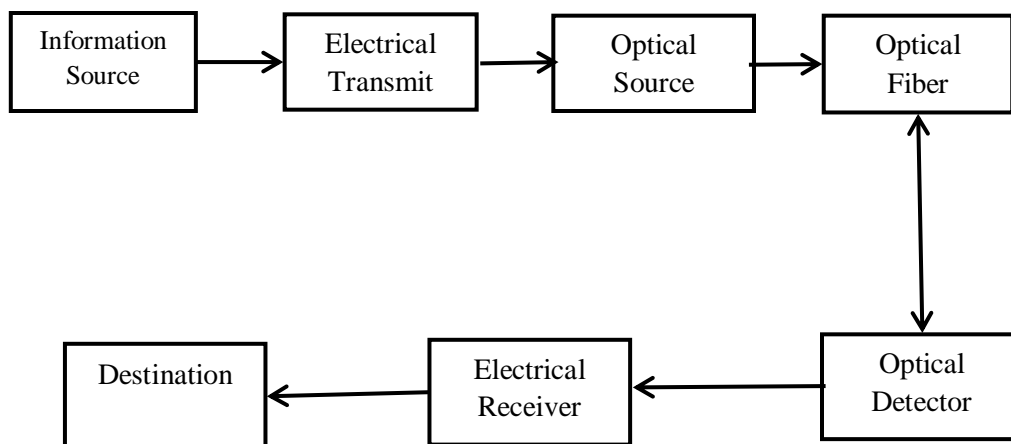 Information
Source
Electrical
Transmit
Optical
Source
Optical
Fiber
Destination
Electrical
Receiver
Optical
Detector